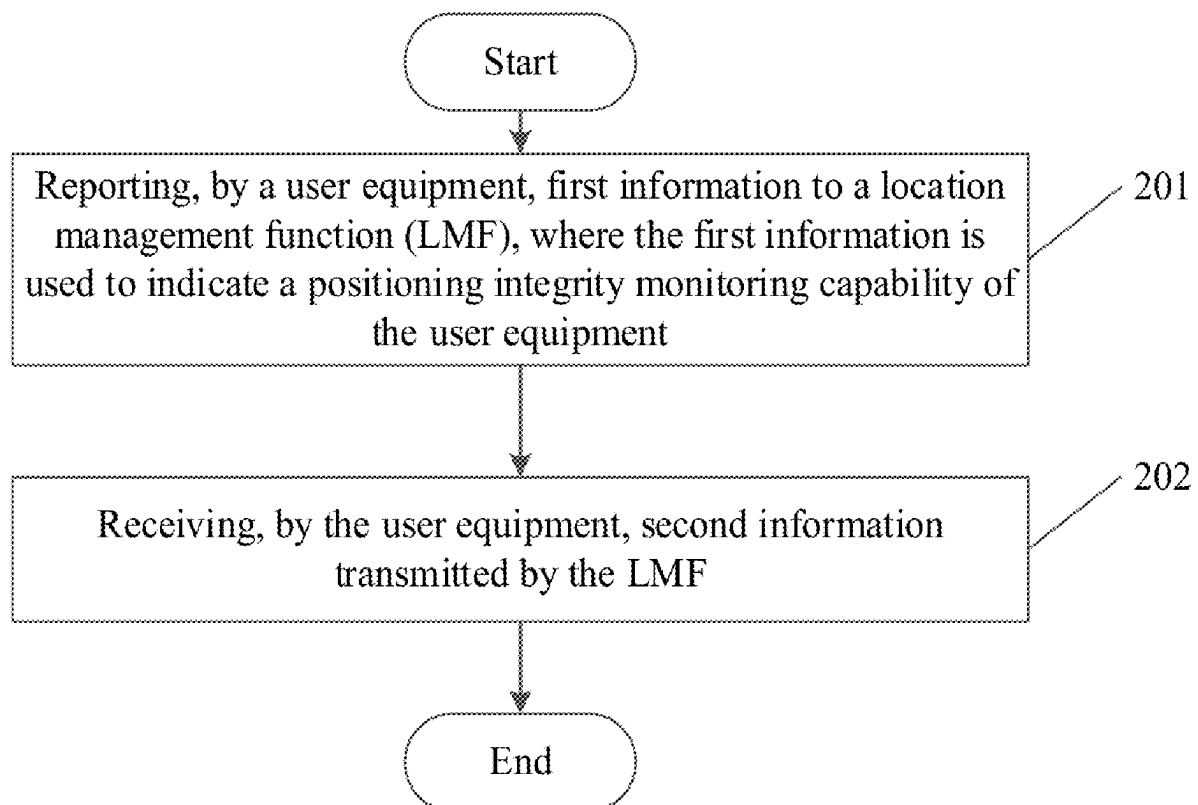 Start
Reporting, by a user equipment, first information to a location
management function (LMF), where the first information is
used to indicate a positioning integrity monitoring capability of
the user equipment
201
Receiving, by the user equipment, second information
transmitted by the LMF
202
End